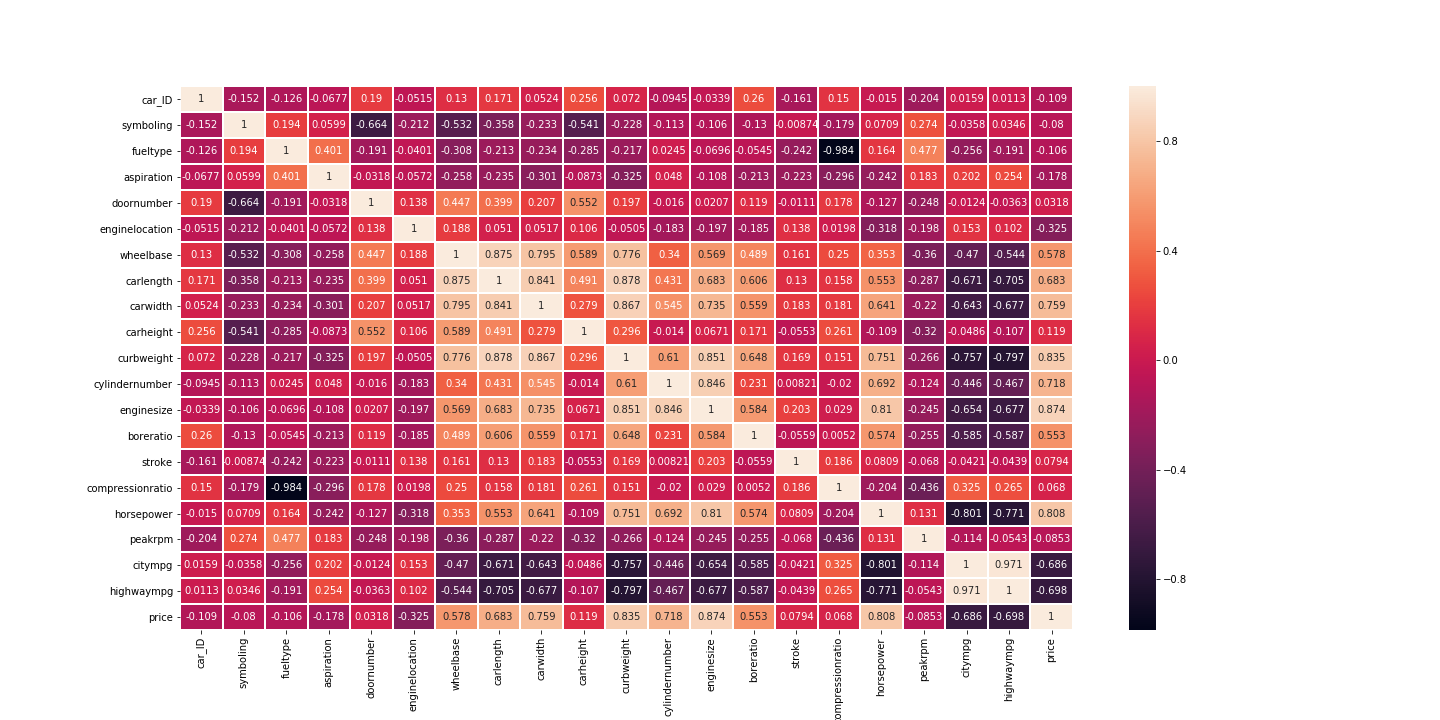 car_ID 1 -0.152 -0.126 -0.0677 0.19 -0.0515 0.13 0.171 0.0524 0.256 0.072 -0.0945 -0.0339 0.26 -0.161 0.15 -0.015 -0.204 0.0159 0.0113 -0.109
symboling -0.152 1 0.194 0.0599 -0.664 -0.212 -0.532 -0.358 -0.233 -0.541 -0.228 -0.113 -0.106 -0.13 -0.00874 -0.179 0.0709 0.274 -0.0358 0.0346 -0.08
0.8
fueltype -0.126 0.194 1 0.401 -0.191 -0.0401 -0.308 -0.213 -0.234 -0.285 -0.217 0.0245 -0.0696 -0.0545 -0.242 -0.984 0.164 0.477 -0.256 -0.191 -0.106
aspiration -0.0677 0.0599 0.401 1 -0.0318 -0.0572 -0.258 -0.235 -0.301 -0.0873 -0.325 0.048 -0.108 -0.213 -0.223 -0.296 -0.242 0.183 0.202 0.254 -0.178
doornumber 0.19 -0.664 -0.191 -0.0318 1 0.138 0.447 0.399 0.207 0.552 0.197 -0.016 0.0207 0.119 -0.0111 0.178 -0.127 -0.248 -0.0124 -0.0363 0.0318
enginelocation -0.0515 -0.212 -0.0401 -0.0572 0.138 1 0.188 0.051 0.0517 0.106 -0.0505 -0.183 -0.197 -0.185 0.138 0.0198 -0.318 -0.198 0.153 0.102 -0.325
wheelbase 0.13 -0.532 -0.308 -0.258 0.447 0.188 1 0.875 0.795 0.589 0.776 0.34 0.569 0.489 0.161 0.25 0.353 -0.36 -0.47 -0.544 0.578
0.4
carlength 0.171 -0.358 -0.213 -0.235 0.399 0.051 0.875 1 0.841 0.491 0.878 0.431 0.683 0.606 0.13 0.158 0.553 -0.287 -0.671 -0.705 0.683
carwidth 0.0524 -0.233 -0.234 -0.301 0.207 0.0517 0.795 0.841 1 0.279 0.867 0.545 0.735 0.559 0.183 0.181 0.641 -0.22 -0.643 -0.677 0.759
carheight 0.256 -0.541 -0.285 -0.0873 0.552 0.106 0.589 0.491 0.279 1 0.296 -0.014 0.0671 0.171 -0.0553 0.261 -0.109 -0.32 -0.0486 -0.107 0.119
curbweight 0.072 -0.228 -0.217 -0.325 0.197 -0.0505 0.776 0.878 0.867 0.296 1 0.61 0.851 0.648 0.169 0.151 0.751 -0.266 -0.757 -0.797 0.835
0.0
cylindernumber -0.0945 -0.113 0.0245 0.048 -0.016 -0.183 0.34 0.431 0.545 -0.014 0.61 1 0.846 0.231 0.00821 -0.02 0.692 -0.124 -0.446 -0.467 0.718
enginesize -0.0339 -0.106 -0.0696 -0.108 0.0207 -0.197 0.569 0.683 0.735 0.0671 0.851 0.846 1 0.584 0.203 0.029 0.81 -0.245 -0.654 -0.677 0.874
boreratio 0.26 -0.13 -0.0545 -0.213 0.119 -0.185 0.489 0.606 0.559 0.171 0.648 0.231 0.584 1 -0.0559 0.0052 0.574 -0.255 -0.585 -0.587 0.553
stroke -0.161 -0.00874 -0.242 -0.223 -0.0111 0.138 0.161 0.13 0.183 -0.0553 0.169 0.00821 0.203 -0.0559 1 0.186 0.0809 -0.068 -0.0421 -0.0439 0.0794
−0.4
compressionratio 0.15 -0.179 -0.984 -0.296 0.178 0.0198 0.25 0.158 0.181 0.261 0.151 -0.02 0.029 0.0052 0.186 1 -0.204 -0.436 0.325 0.265 0.068
horsepower -0.015 0.0709 0.164 -0.242 -0.127 -0.318 0.353 0.553 0.641 -0.109 0.751 0.692 0.81 0.574 0.0809 -0.204 1 0.131 -0.801 -0.771 0.808
peakrpm -0.204 0.274 0.477 0.183 -0.248 -0.198 -0.36 -0.287 -0.22 -0.32 -0.266 -0.124 -0.245 -0.255 -0.068 -0.436 0.131 1 -0.114 -0.0543 -0.0853
citympg 0.0159 -0.0358 -0.256 0.202 -0.0124 0.153 -0.47 -0.671 -0.643 -0.0486 -0.757 -0.446 -0.654 -0.585 -0.0421 0.325 -0.801 -0.114 1 0.971 -0.686
−0.8
highwaympg 0.0113 0.0346 -0.191 0.254 -0.0363 0.102 -0.544 -0.705 -0.677 -0.107 -0.797 -0.467 -0.677 -0.587 -0.0439 0.265 -0.771 -0.0543 0.971 1 -0.698
price -0.109 -0.08 -0.106 -0.178 0.0318 -0.325 0.578 0.683 0.759 0.119 0.835 0.718 0.874 0.553 0.0794 0.068 0.808 -0.0853 -0.686 -0.698 1
car_ID
symboling
fueltype
aspiration
doornumber
enginelocation
wheelbase
carlength
carwidth
carheight
curbweight
cylindernumber
enginesize
boreratio
stroke
ompressionratio
horsepower
peakrpm
citympg
highwaympg
price